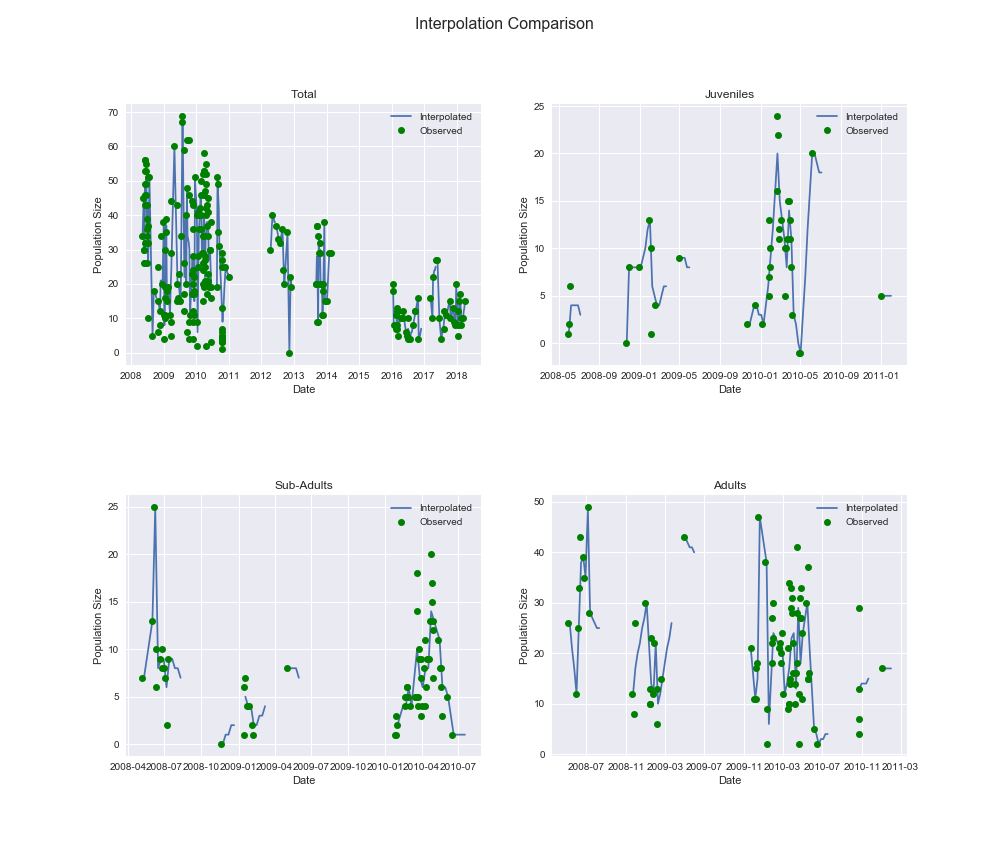 Interpolation Comparison
Total
Population Size
70
60
50
40
30
20
10
0
Interpolated
Observed
2008 2009 2010 2011 2012 2013 2014 2015 2016 2017 2018
Date
Juveniles
Population Size
25
20
15
10
5
0
Interpolated
Observed
2008-05 2008-09 2009-01 2009-05 2009-09 2010-01 2010-05 2010-09 2011-01
Date
Sub-Adults
Population Size
25
20
15
10
5
0
Interpolated
Observed
2008-04 2008-07 2008-10 2009-01 2009-04 2009-07 2009-10 2010-01 2010-04 2010-07
Date
Adults
Population Size
50
40
30
20
10
0
Interpolated
Observed
2008-07 2008-11 2009-03 2009-07 2009-11 2010-03 2010-07 2010-11 2011-03
Date